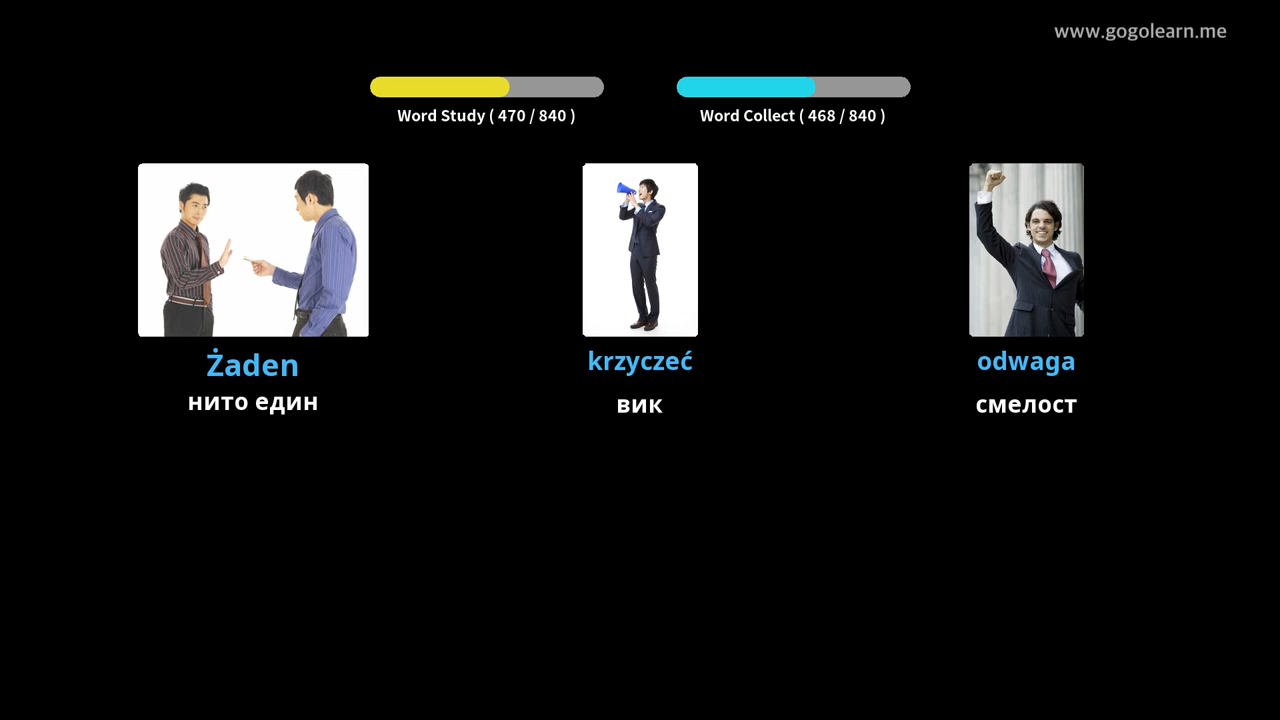 www.gogolearn.me
Word Study ( 470 / 840 )
Word Collect ( 468 / 840 )
Żaden
нито един
krzyczeć
вик
odwaga
смелост